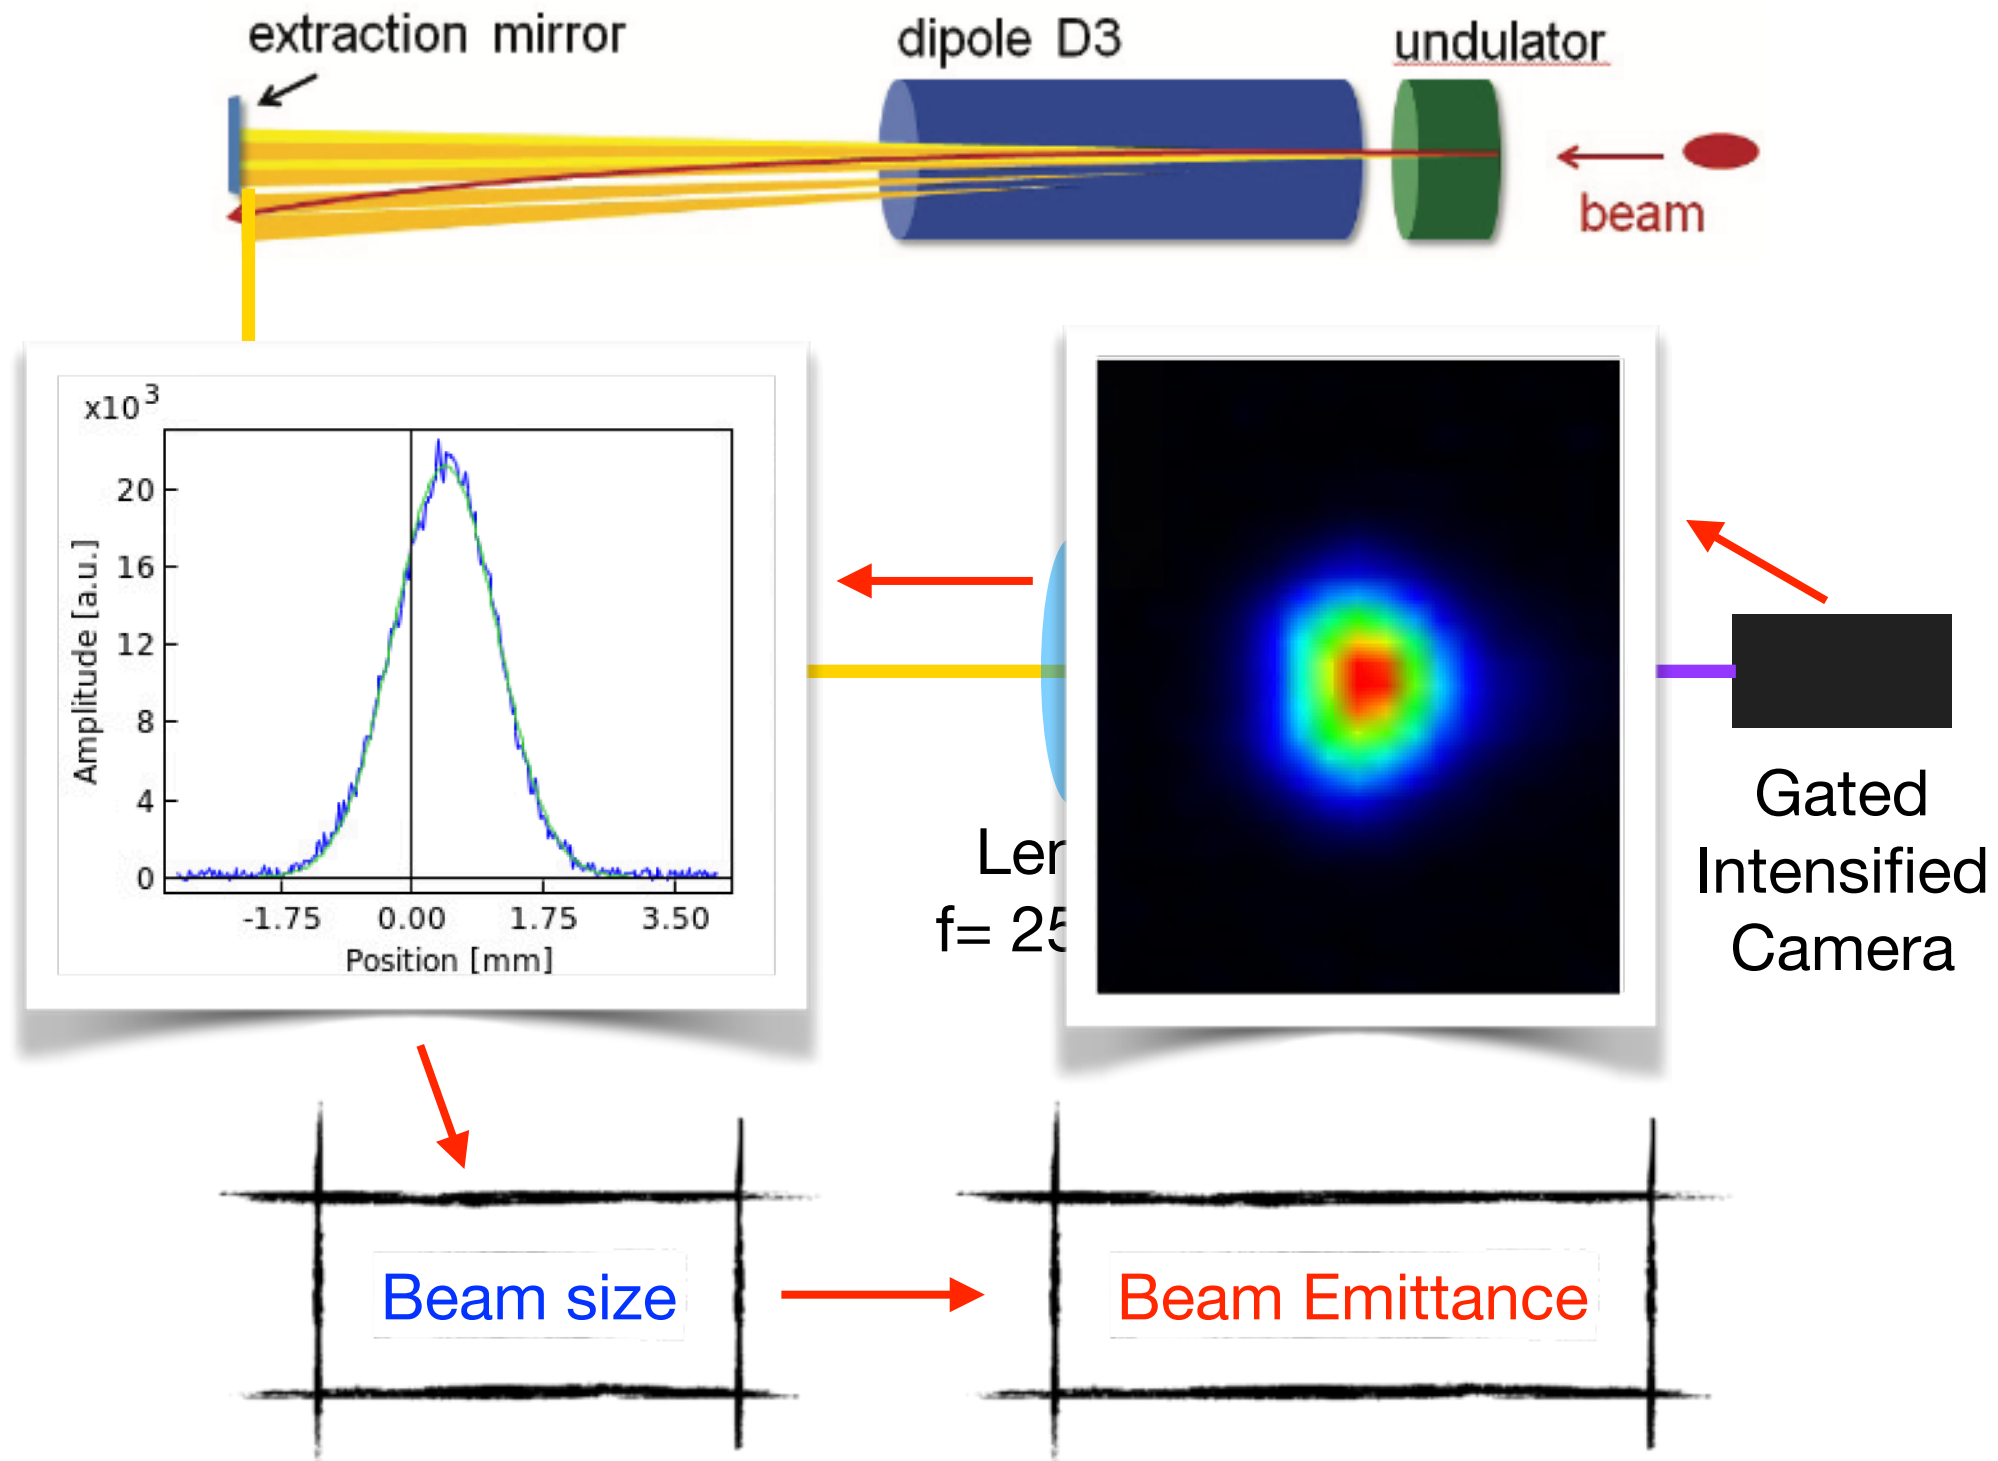 extraction mirror
dipole D3
undulator
beam
x10 3
20
16
12
8
4
0
Amplitude [a.u.]
-1.75 0.00 1.75 3.50
Position [mm]
f=
Gated
Intensified
Camera
Beam size
Beam Emittance